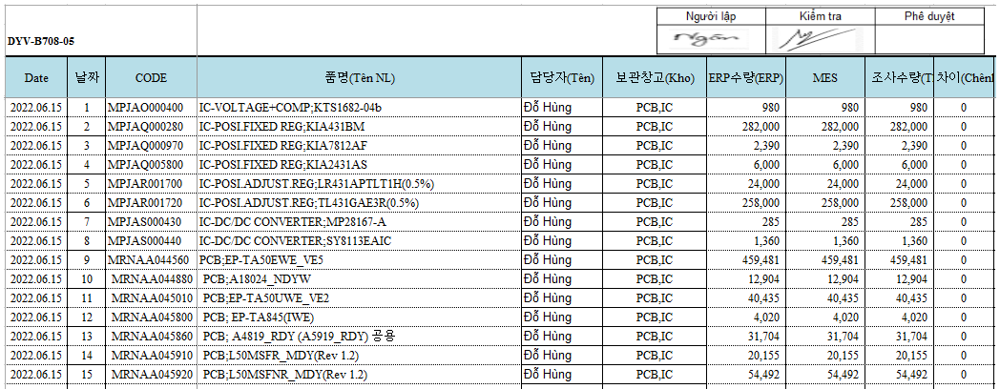 Người lập Kiểm tra Phê duyệt
DYV-B708-05 Ngân
Date 날짜 CODE 품명(Tên NL) 담당자(Tên) 보관창고(Kho) ERP수량(ERP) MES 조사수량(T 차이(Chênh
2022.06.15 1 MPJAO000400 IC-VOLTAGE+COMP;KTS1682-04b Đỗ Hùng PCB,IC 980 980 980 0
2022.06.15 2 MPJAQ000280 IC-POSI.FIXED REG;KIA431BM Đỗ Hùng PCB,IC 282,000 282,000 282,000 0
2022.06.15 3 MPJAQ000970 IC-POSI.FIXED REG;KIA7812AF Đỗ Hùng PCB,IC 2,390 2,390 2,390 0
2022.06.15 4 MPJAQ005800 IC-POSI.FIXED REG;KIA2431AS Đỗ Hùng PCB,IC 6,000 6,000 6,000 0
2022.06.15 5 MPJAR001700 IC-POSI.ADJUST.REG;LR431APTLT1H(0.5%) Đỗ Hùng PCB,IC 24,000 24,000 24,000 0
2022.06.15 6 MPJAR001720 IC-POSI.ADJUST.REG;TL431GAE3R(0.5%) Đỗ Hùng PCB,IC 258,000 258,000 258,000 0
2022.06.15 7 MPJAS000430 IC-DC/DC CONVERTER;MP28167-A Đỗ Hùng PCB,IC 285 285 285 0
2022.06.15 8 MPJAS000440 IC-DC/DC CONVERTER;SY8113EAIC Đỗ Hùng PCB,IC 1,360 1,360 1,360 0
2022.06.15 9 MRNAA044560 PCB;EP-TA50EWE_VE5 Đỗ Hùng PCB,IC 459,481 459,481 459,481 0
2022.06.15 10 MRNAA044880 PCB;A18024_NDYW Đỗ Hùng PCB,IC 12,904 12,904 12,904 0
2022.06.15 11 MRNAA045010 PCB;EP-TA50UWE_VE2 Đỗ Hùng PCB,IC 40,435 40,435 40,435 0
2022.06.15 12 MRNAA045800 PCB; EP-TA845(IWE) Đỗ Hùng PCB,IC 4,020 4,020 4,020 0
2022.06.15 13 MRNAA045860 PCB; A4819_RDY (A5919_RDY) 공용 Đỗ Hùng PCB,IC 31,704 31,704 31,704 0
2022.06.15 14 MRNAA045910 PCB;L50MSFR_MDY(Rev 1.2) Đỗ Hùng PCB,IC 20,155 20,155 20,155 0
2022.06.15 15 MRNAA045920 PCB;L50MSFNR_MDY(Rev 1.2) Đỗ Hùng PCB,IC 54,492 54,492 54,492 0